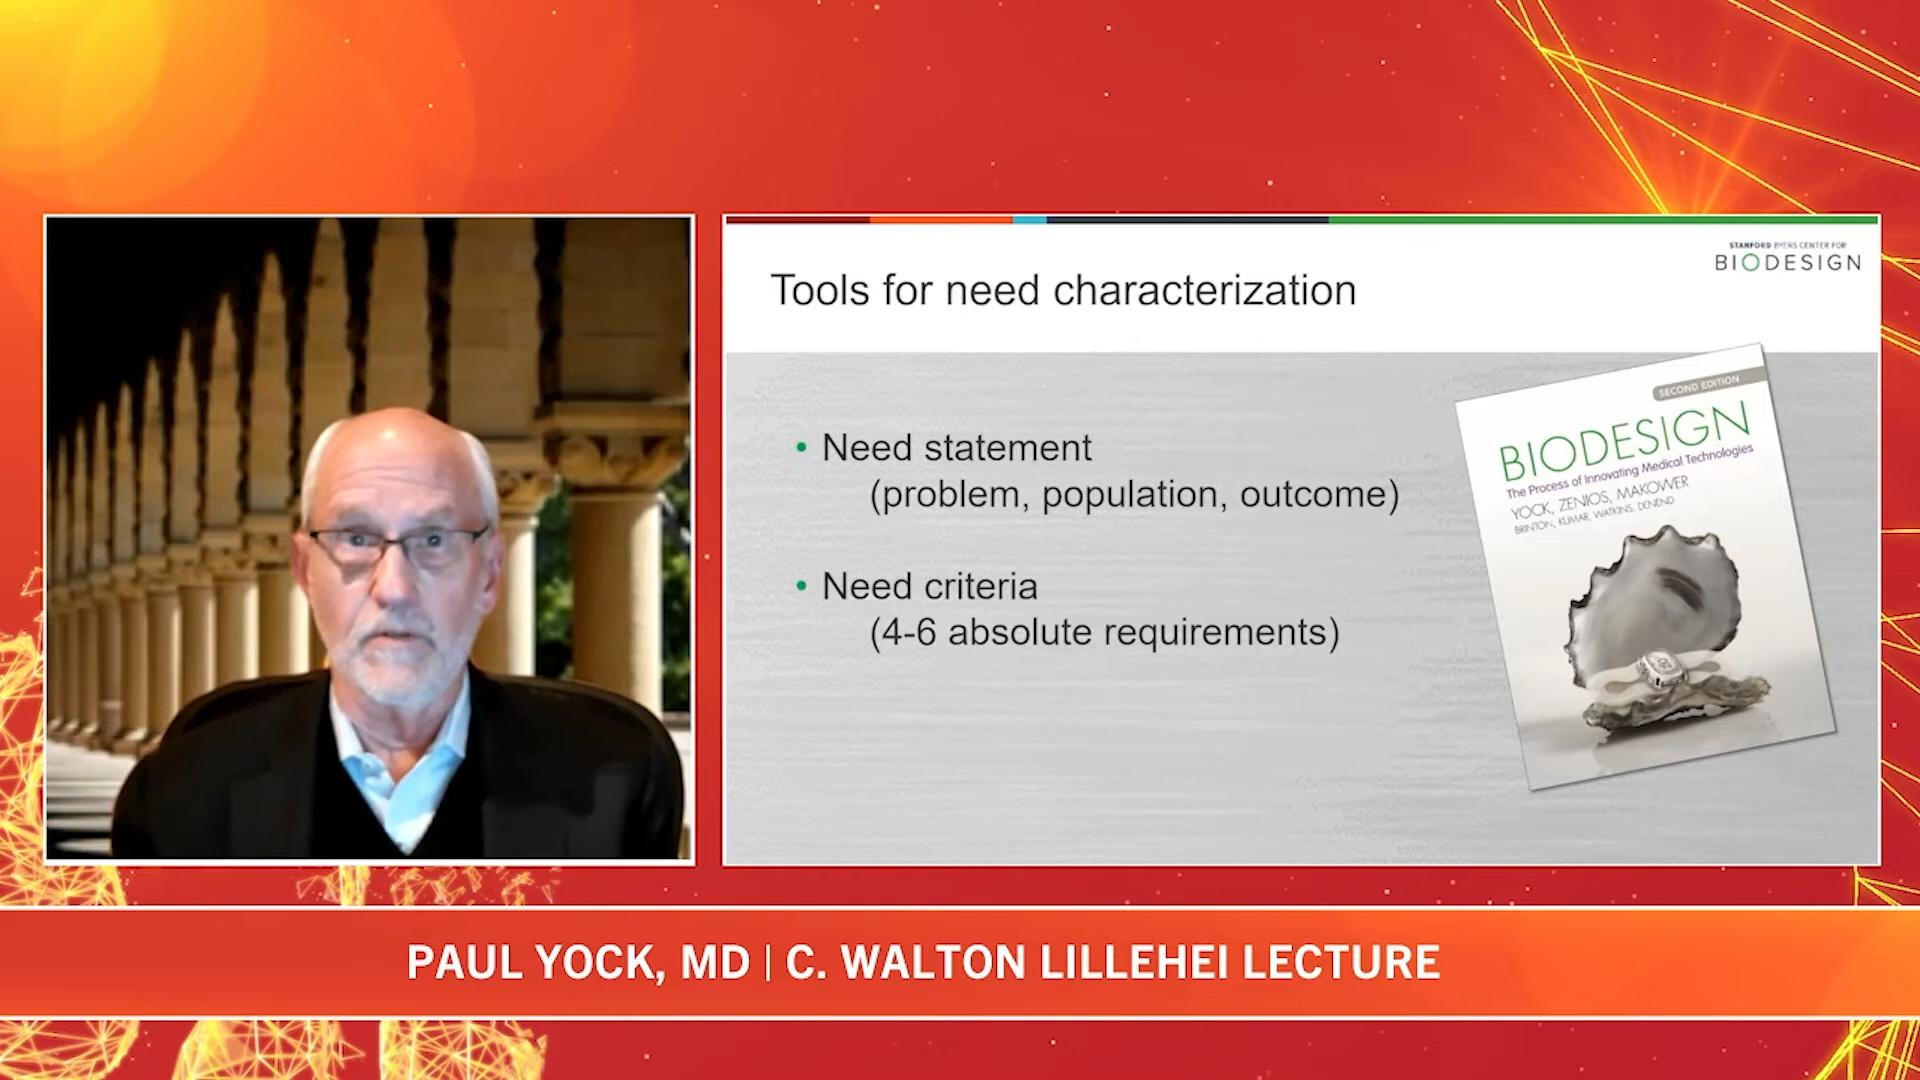 STANFORD BYERS CENTER FOR
BIODESIGN
Tools for need characterization
• Need statement
(problem, population, outcome)
• Need criteria
(4-6 absolute requirements)
SECOND EDITION
BIODESIGN
The Process of Innovating Medical Technologies
YOCK, ZENIOS, MAKOWER
BRINTON, KUMAR, WATKINS, DENEND
PAUL YOCK, MD | C. WALTON LILLEHEI LECTURE